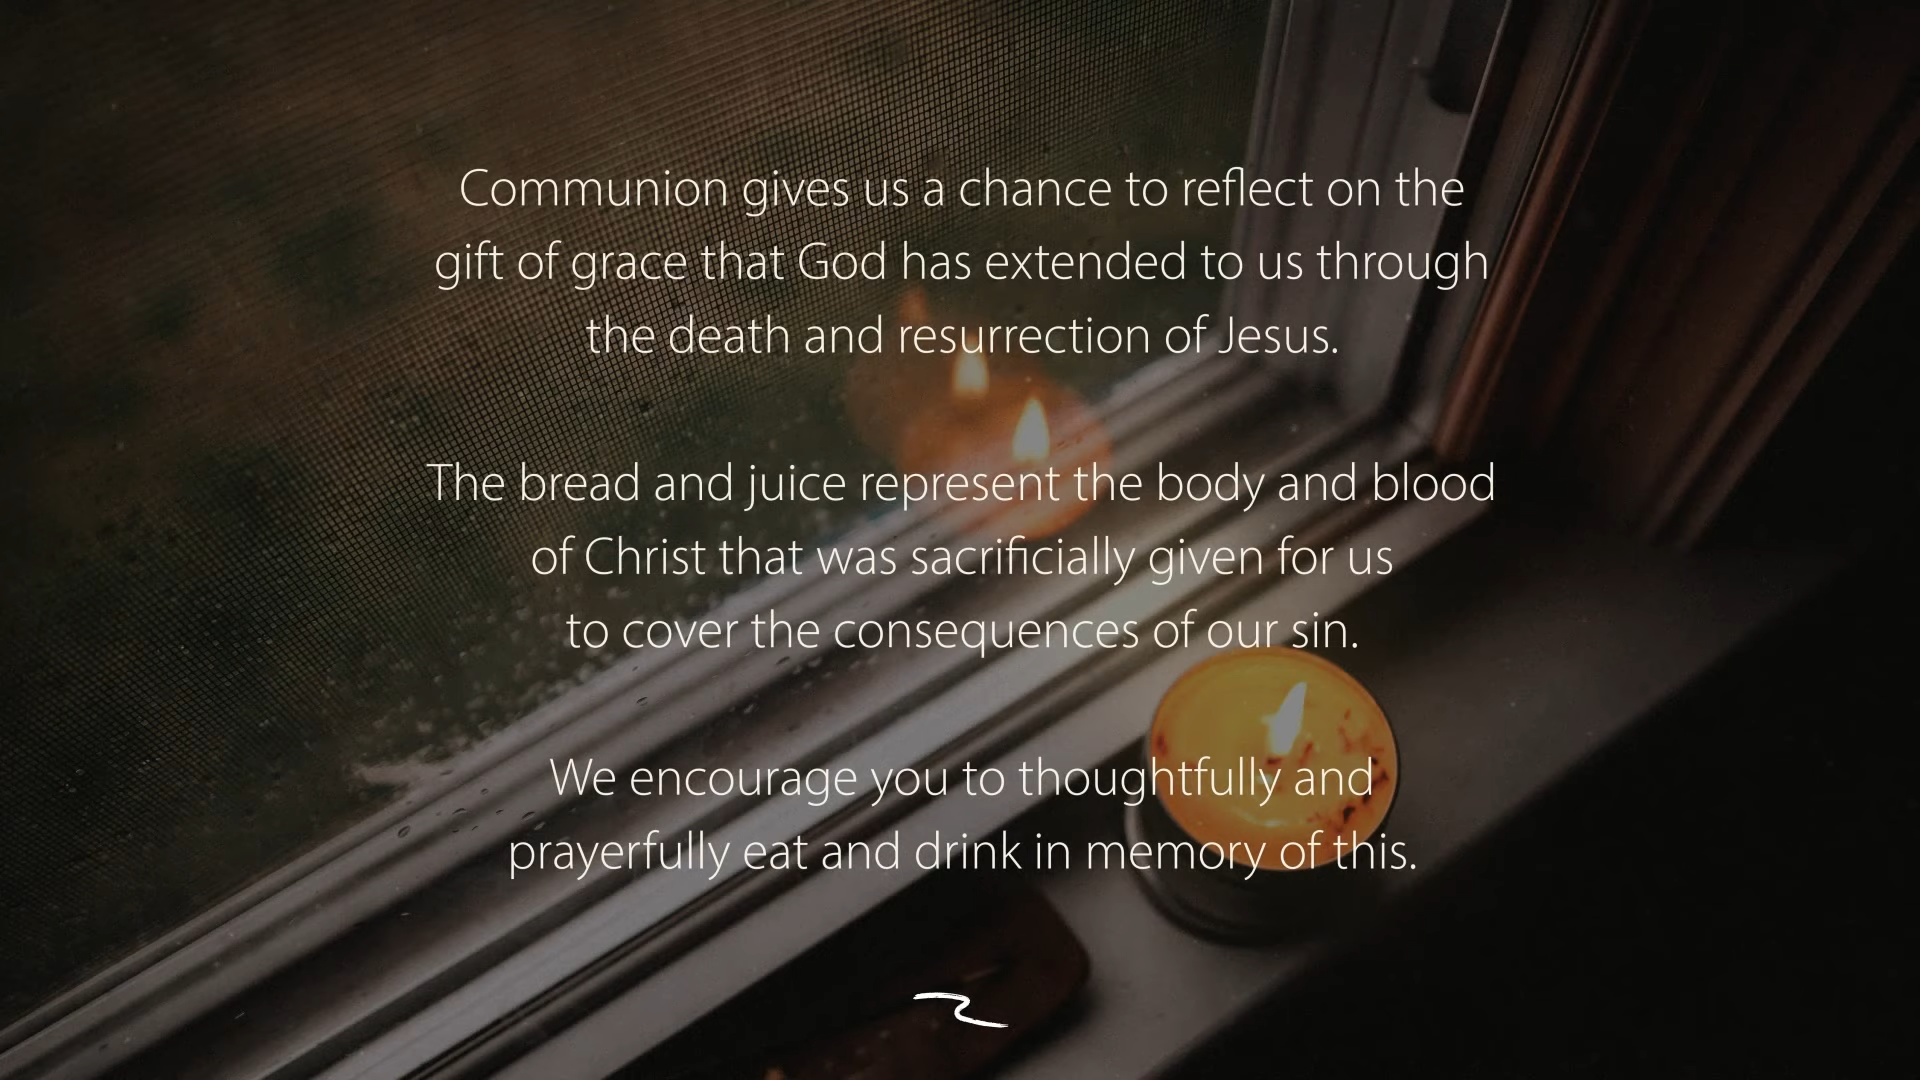 Communion gives us a chance to reflect on the
gift of grace that God has extended to us through
the death and resurrection of Jesus.
The bread and juice represent the body and blood
of Christ that was sacrificially given for us
to cover the consequences of our sin.
We encourage you to thoughtfully and
prayerfully eat and drink in memory of this.